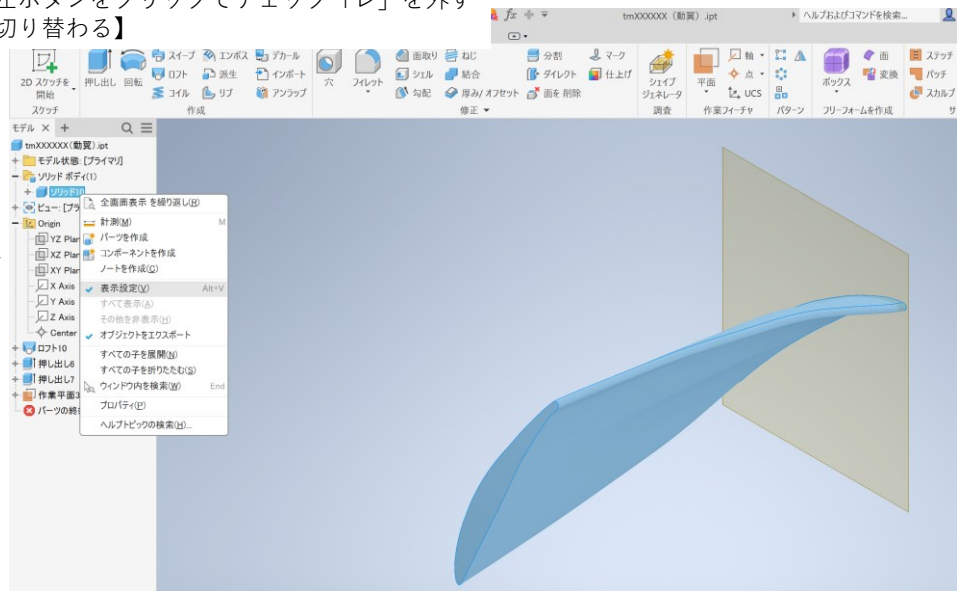 左ボタンをクリックでチェック「レ」を外す
切り替わる】
fx
tmXXXXXX (動翼) .ipt
ヘルプおよびコマンドを検索...
2D スケッチを
開始
スケッチ
押し出し
回転
スイープ エンボス デカール
ロフト 派生 インポート
コイル リブ アンラップ
作成
穴
フィレット
面取り ねじ 分割 マーク
シェル 結合 ダイレクト 仕上げ
勾配 厚み/ オフセット 面を 削除
修正
シェイプ
ジェネレータ
調査
平面
軸
点
UCS
作業フィーチャ
パターン
ボックス
面
変換
フリーフォームを作成
ステッチ
パッチ
スカルプ
サ
モデル × +
tmXXXXXX(動翼).ipt
モデル状態: [プライマリ]
ソリッド ボディ(1)
ソリッド10
ビュー: [プラ
Origin
YZ Plan
XZ Plan
XY Plan
X Axis
Y Axis
Z Axis
Center
ロフト10
押し出し6
押し出し7
作業平面3
パーツの終
全画面表示 を繰り返し(R)
計測(M) M
パーツを作成
コンポーネントを作成
ノートを作成(C)
表示設定(V) Alt+V
すべて表示(A)
その他を非表示(H)
オブジェクトをエクスポート
すべての子を展開(N)
すべての子を折りたたむ(S)
ウィンドウ内を検索(W) End
プロパティ(P)
ヘルプトピックの検索(H)...